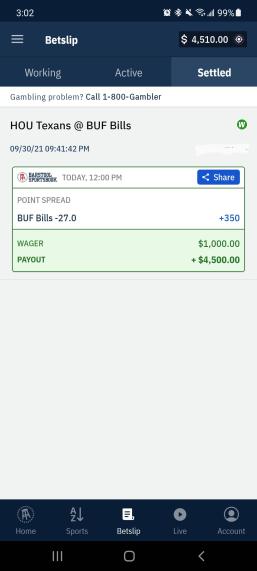 3:02
99%
Betslip
$ 4,510.00
Working
Active
Settled
Gambling problem? Call 1-800-Gambler
HOU Texans @ BUF Bills
W
09/30/21 09:41:42 PM
BARSTOOL SPORTSBOOK
TODAY, 12:00 PM
Share
POINT SPREAD
BUF Bills -27.0
+350
WAGER
$1,000.00
PAYOUT
+ $4,500.00
Home
A Z
Sports
Betslip
Live
Account